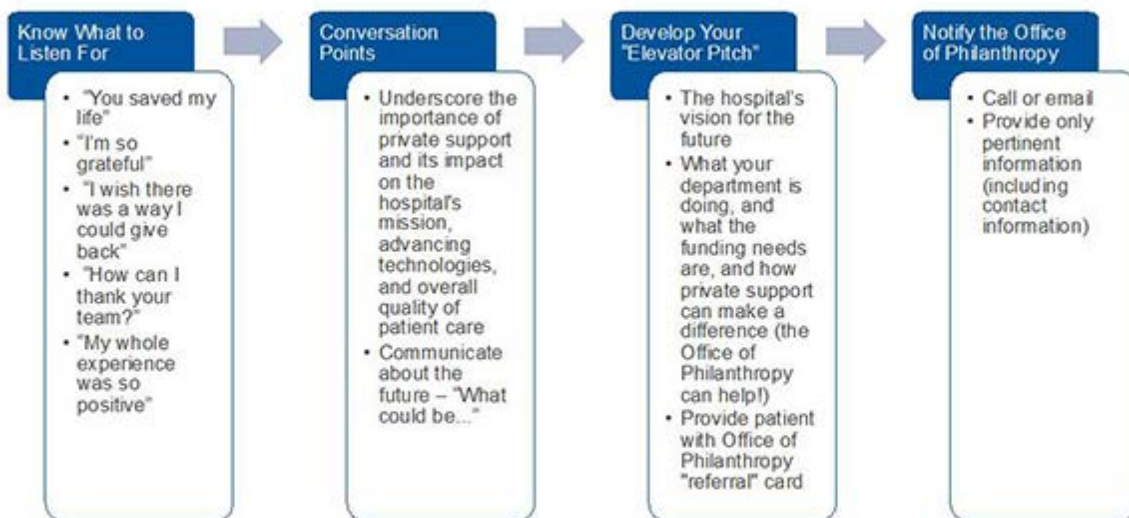 Know What to
Listen For
• "You saved my
life"
• "I'm so
grateful"
• "I wish there
was a way I
could give
back"
• "How can I
thank your
team?"
• "My whole
experience
was so
positive"
Conversation
Points
• Underscore the
importance of
private support
and its impact
on the
hospital's
mission,
advancing
technologies,
and overall
quality of
patient care
• Communicate
about the
future – "What
could be..."
Develop Your
"Elevator Pitch"
• The hospital's
vision for the
future
• What your
department is
doing, and
what the
funding needs
are, and how
private support
can make a
difference (the
Office of
Philanthropy
can help!)
• Provide patient
with Office of
Philanthropy
"referral" card
Notify the Office
of Philanthropy
• Call or email
• Provide only
pertinent
information
(including
contact
information)